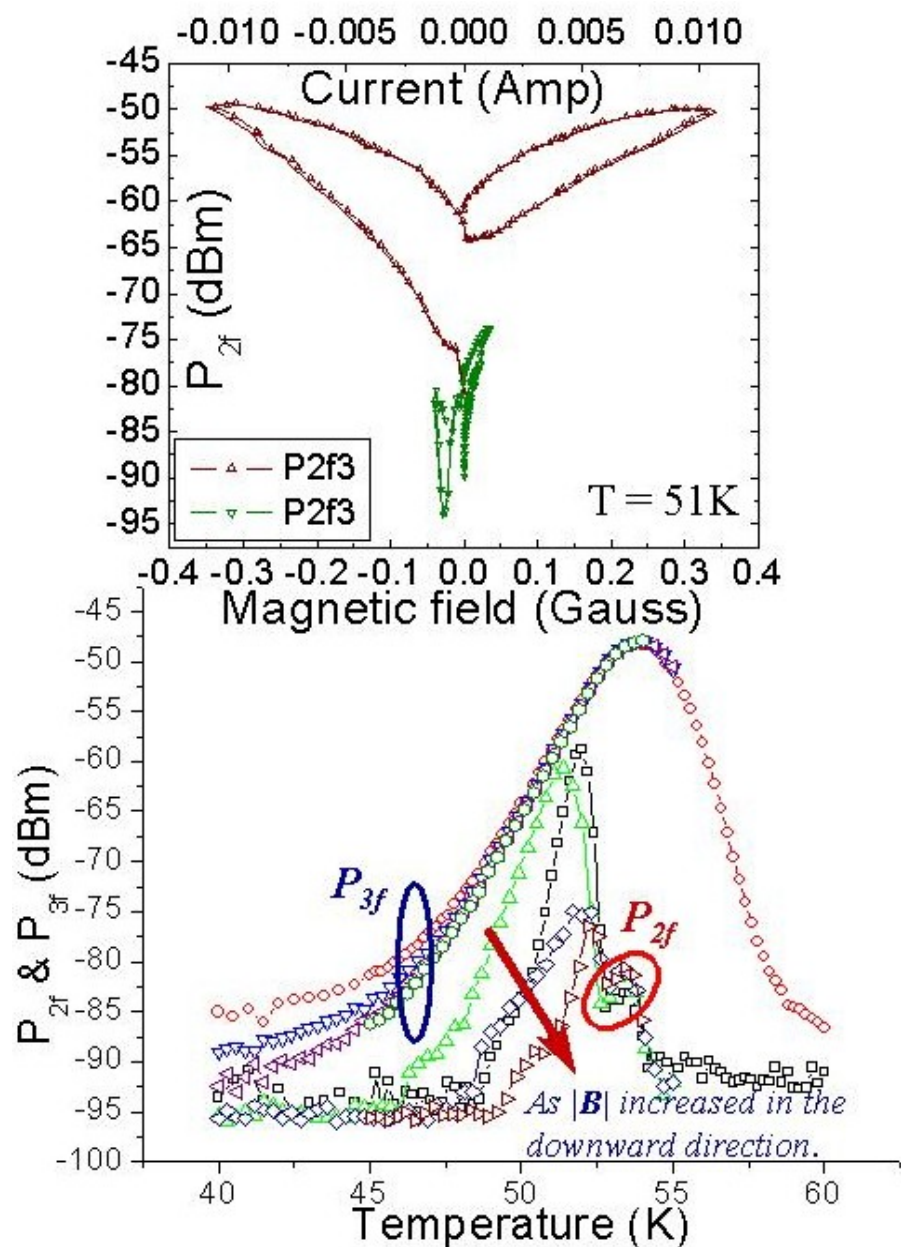 -0.010 -0.005 0.000 0.005 0.010
Current (Amp)
-45
-50
-55
-60
-65
-70
-75
-80
-85
-90
-95
P2f (dBm)
P2f3
P2f3
T = 51K
-0.4 -0.3 -0.2 -0.1 0.0 0.1 0.2 0.3 0.4
Magnetic field (Gauss)
-45
-50
-55
-60
-65
-70
-75
-80
-85
-90
-95
-100
P2f & P3f (dBm)
P3f
P2f
As |B| increased in the
downward direction.
40 45 50 55 60
Temperature (K)